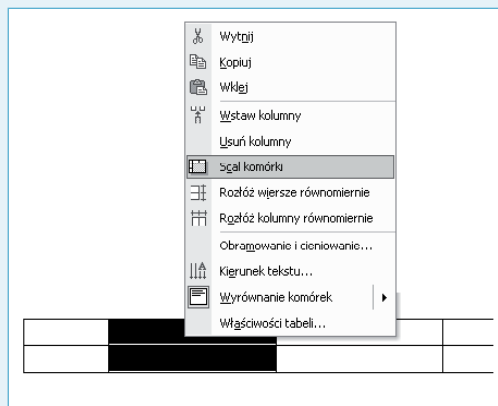 Wytnij
Kopiuj
Wklej
Wstaw kolumny
Usuń kolumny
Scal komórki
Rozłóż wiersze równomiernie
Rozłóż kolumny równomiernie
Obramowanie i cieniowanie...
Kierunek tekstu...
Wyrównanie komórek
Właściwości tabeli...